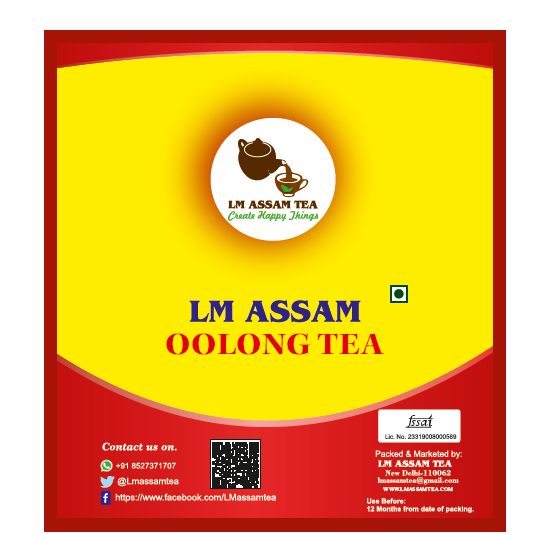 LM ASSAM TEA
Create Happy Things
LM ASSAM
OOLONG TEA
fssai
Lic. No. 23319008000569
Contact us on.
+91 8527371707
@Lmassamtea
https://www.facebook.com/LMassamtea
Packed & Marketed by:
LM ASSAM TEA
New Delhi-110062
lmassamtea@gmail.com
WWW.LMASSAMTEA.COM
Use Before:
12 Months from date of packing.